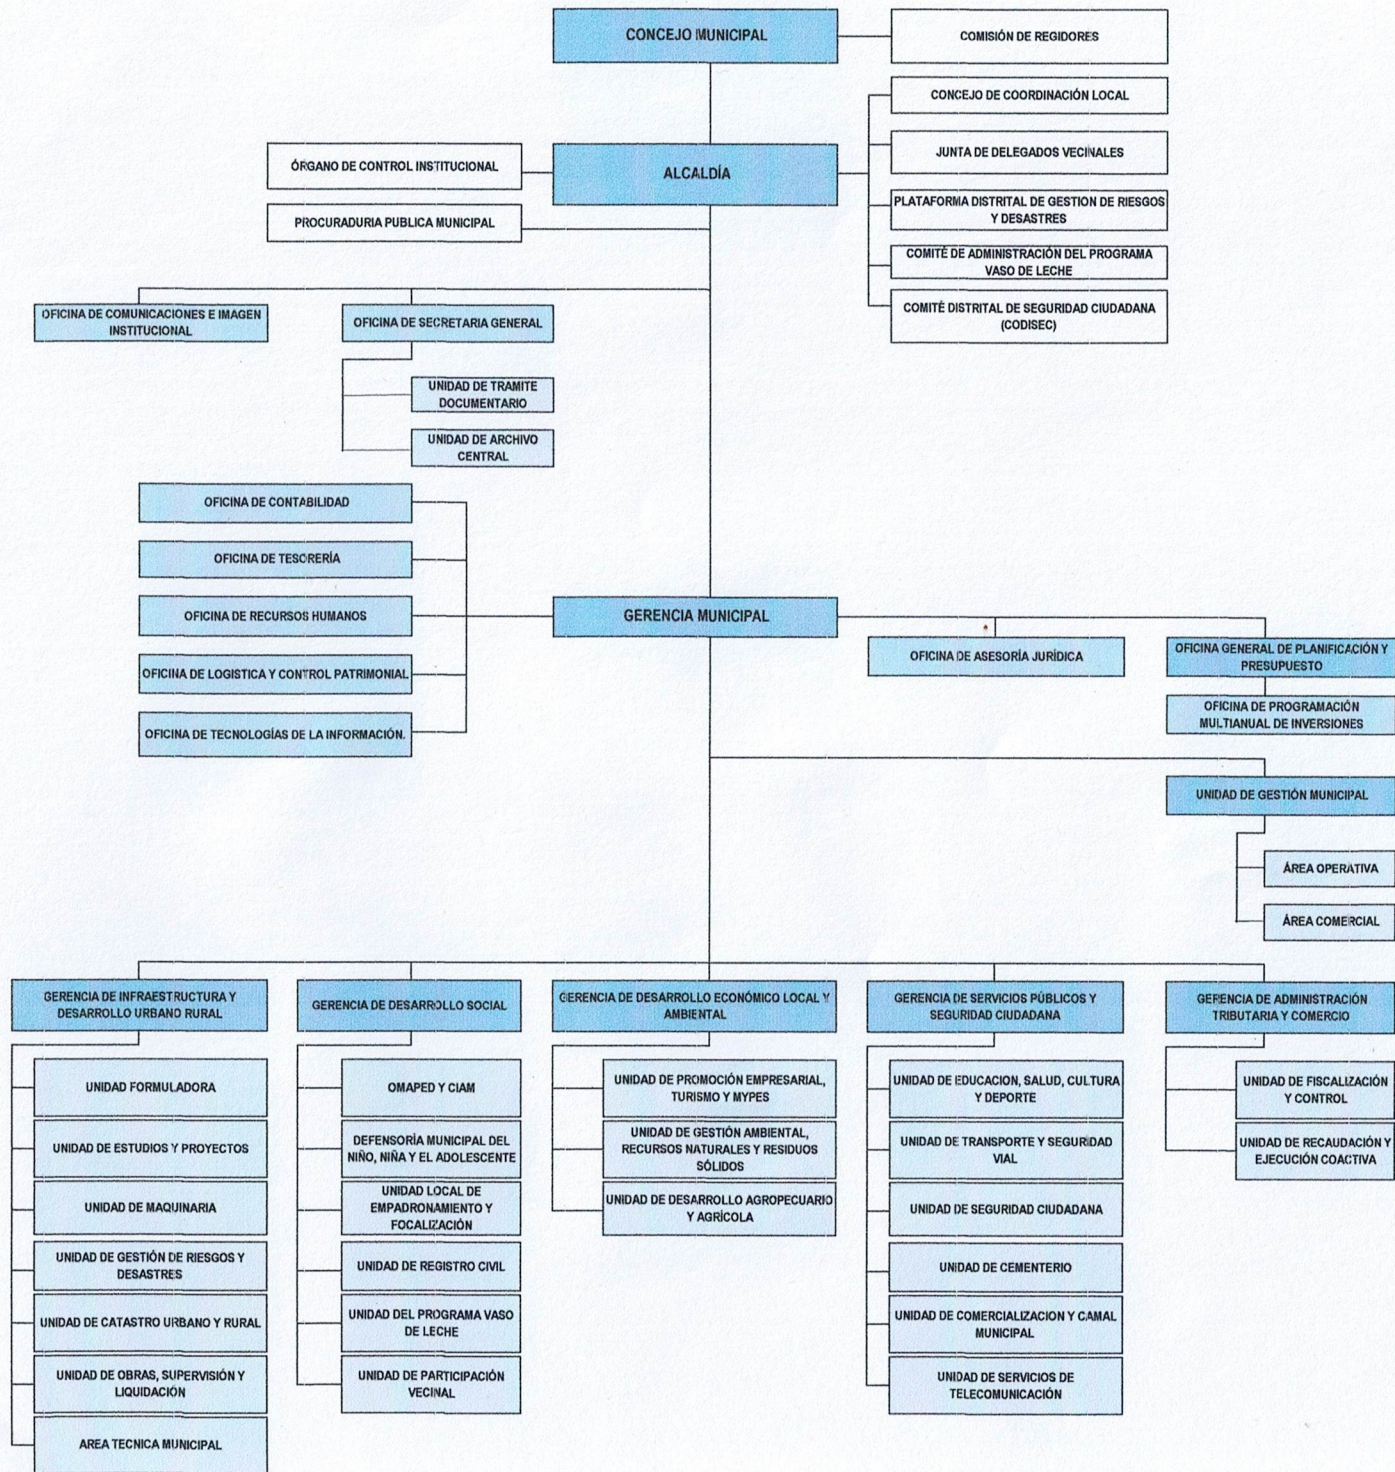 CONCEJO MUNICIPAL
COMISIÓN DE REGIDORES
CONCEJO DE COORDINACIÓN LOCAL
JUNTA DE DELEGADOS VECINALES
ÓRGANO DE CONTROL INSTITUCIONAL
ALCALDÍA
PLATAFORMA DISTRITAL DE GESTION DE RIESGOS
Y DESASTRES
PROCURADURIA PUBLICA MUNICIPAL
COMITÉ DE ADMINISTRACIÓN DEL PROGRAMA
VASO DE LECHE
COMITÉ DISTRITAL DE SEGURIDAD CIUDADANA
(CODISEC)
OFICINA DE COMUNICACIONES E IMAGEN
INSTITUCIONAL
OFICINA DE SECRETARIA GENERAL
UNIDAD DE TRAMITE
DOCUMENTARIO
UNIDAD DE ARCHIVO
CENTRAL
OFICINA DE CONTABILIDAD
OFICINA DE TESORERÍA
OFICINA DE RECURSOS HUMANOS
OFICINA DE LOGISTICA Y CONTROL PATRIMONIAL
OFICINA DE TECNOLOGÍAS DE LA INFORMACIÓN.
GERENCIA MUNICIPAL
OFICINA DE ASESORÍA JURÍDICA
OFICINA GENERAL DE PLANIFICACIÓN Y
PRESUPUESTO
OFICINA DE PROGRAMACIÓN
MULTIANUAL DE INVERSIONES
UNIDAD DE GESTIÓN MUNICIPAL
ÁREA OPERATIVA
ÁREA COMERCIAL
GERENCIA DE INFRAESTRUCTURA Y
DESARROLLO URBANO RURAL
UNIDAD FORMULADORA
UNIDAD DE ESTUDIOS Y PROYECTOS
UNIDAD DE MAQUINARIA
UNIDAD DE GESTIÓN DE RIESGOS Y
DESASTRES
UNIDAD DE CATASTRO URBANO Y RURAL
UNIDAD DE OBRAS, SUPERVISIÓN Y
LIQUIDACIÓN
AREA TECNICA MUNICIPAL
GERENCIA DE DESARROLLO SOCIAL
OMAPED Y CIAM
DEFENSORÍA MUNICIPAL DEL
NIÑO, NIÑA Y EL ADOLESCENTE
UNIDAD LOCAL DE
EMPADRONAMIENTO Y
FOCALIZACIÓN
UNIDAD DE REGISTRO CIVIL
UNIDAD DEL PROGRAMA VASO
DE LECHE
UNIDAD DE PARTICIPACIÓN
VECINAL
GERENCIA DE DESARROLLO ECONÓMICO LOCAL Y
AMBIENTAL
UNIDAD DE PROMOCIÓN EMPRESARIAL,
TURISMO Y MYPES
UNIDAD DE GESTIÓN AMBIENTAL,
RECURSOS NATURALES Y RESIDUOS
SÓLIDOS
UNIDAD DE DESARROLLO AGROPECUARIO
Y AGRÍCOLA
GERENCIA DE SERVICIOS PÚBLICOS Y
SEGURIDAD CIUDADANA
UNIDAD DE EDUCACION, SALUD, CULTURA
Y DEPORTE
UNIDAD DE TRANSPORTE Y SEGURIDAD
VIAL
UNIDAD DE SEGURIDAD CIUDADANA
UNIDAD DE CEMENTERIO
UNIDAD DE COMERCIALIZACION Y CAMAL
MUNICIPAL
UNIDAD DE SERVICIOS DE
TELECOMUNICACIÓN
GERENCIA DE ADMINISTRACIÓN
TRIBUTARIA Y COMERCIO
UNIDAD DE FISCALIZACIÓN
Y CONTROL
UNIDAD DE RECAUDACIÓN Y
EJECUCIÓN COACTIVA